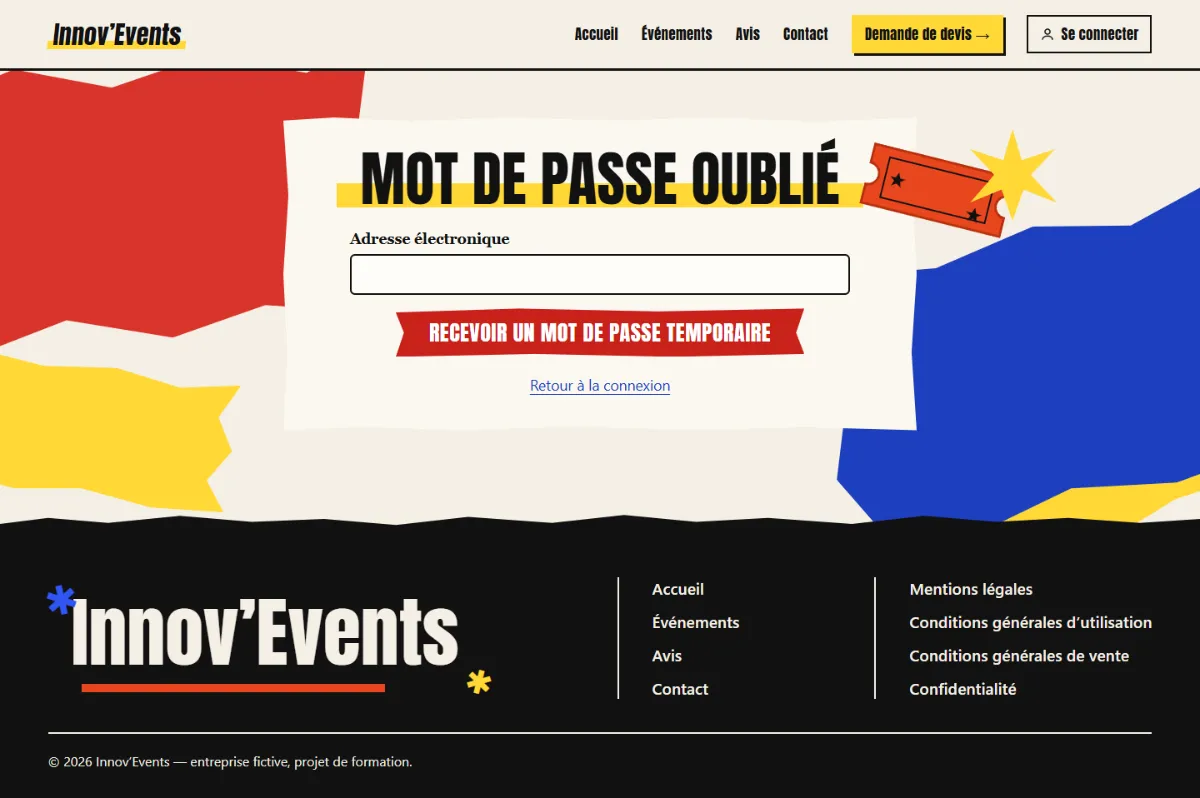 Innov’Events
Accueil
Événements
Avis
Contact
Demande de devis →
Se connecter
MOT DE PASSE OUBLIÉ
Adresse électronique
RECEVOIR UN MOT DE PASSE TEMPORAIRE
Retour à la connexion
Innov’Events
Accueil
Événements
Avis
Contact
Mentions légales
Conditions générales d’utilisation
Conditions générales de vente
Confidentialité
© 2026 Innov’Events — entreprise fictive, projet de formation.